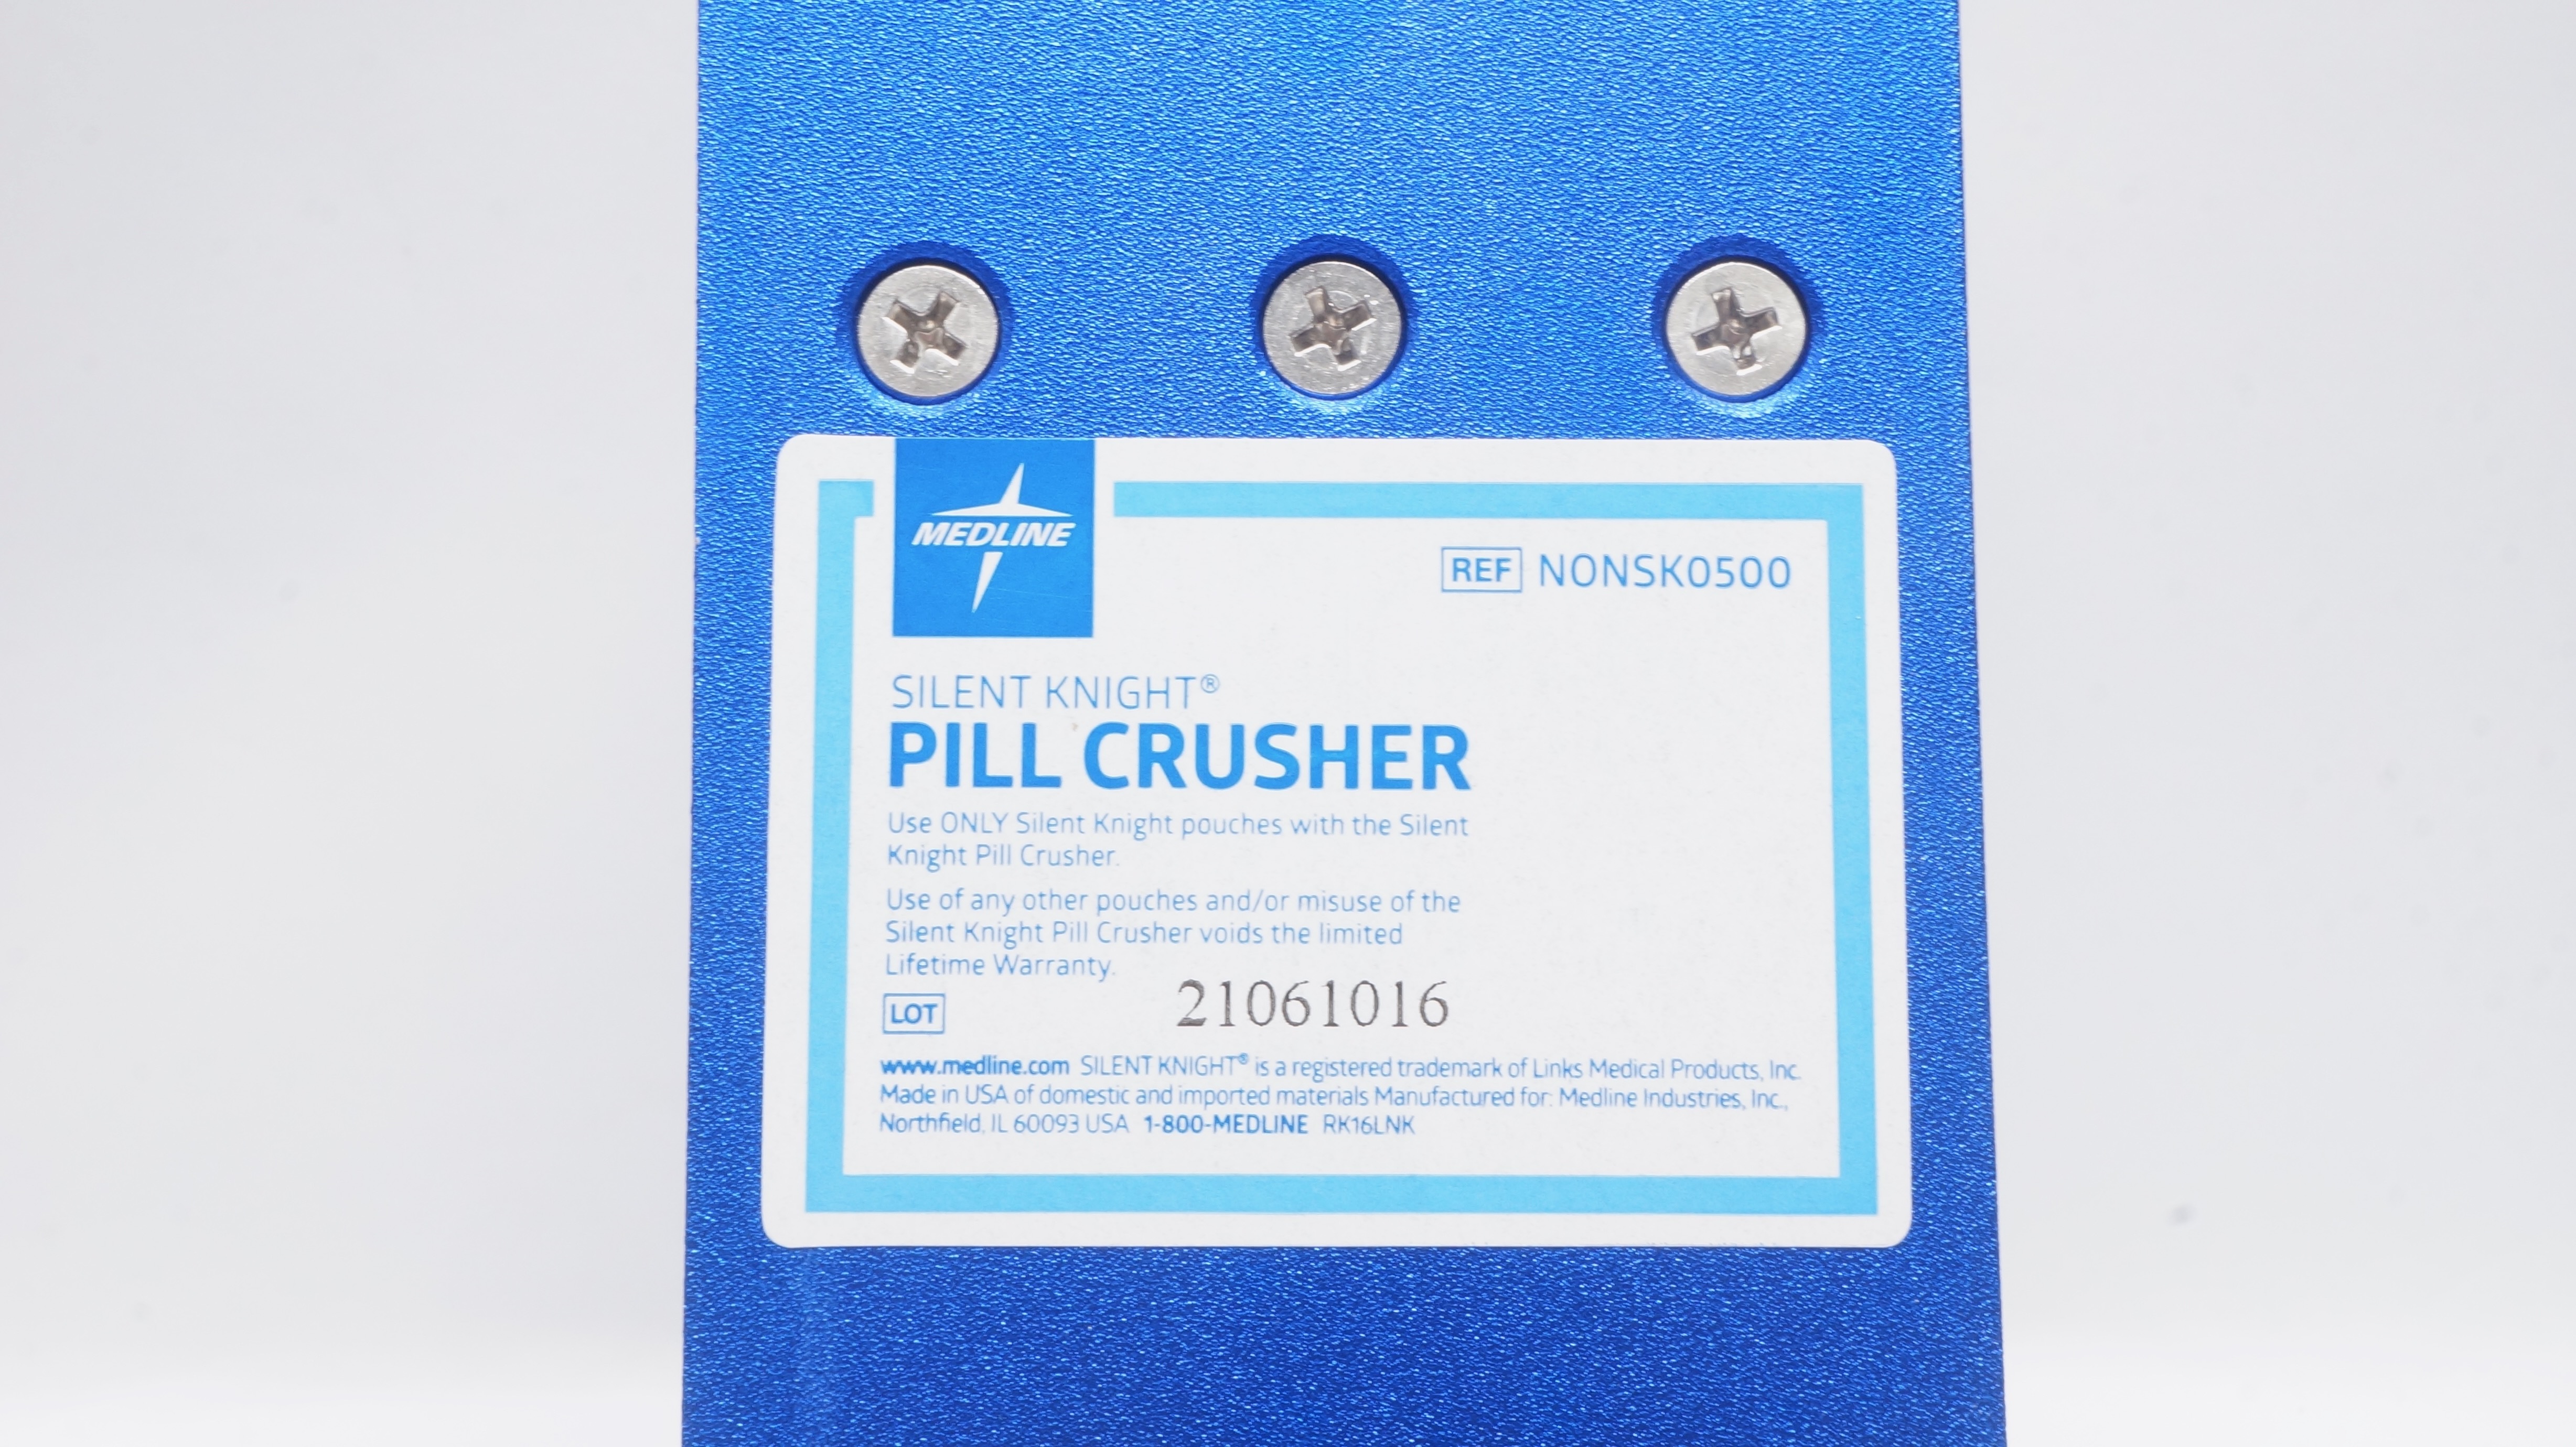 MEDLINE
REF NONSK0500
SILENT KNIGHT®
PILL CRUSHER
Use ONLY Silent Knight pouches with the Silent
Knight Pill Crusher.
Use of any other pouches and/or misuse of the
Silent Knight Pill Crusher voids the limited
Lifetime Warranty.
LOT 21061016
www.medline.com SILENT KNIGHT® is a registered trademark of Links Medical Products, Inc.
Made in USA of domestic and imported materials Manufactured for: Medline Industries, Inc.,
Northfield, IL 60093 USA 1-800-MEDLINE RK16LNK